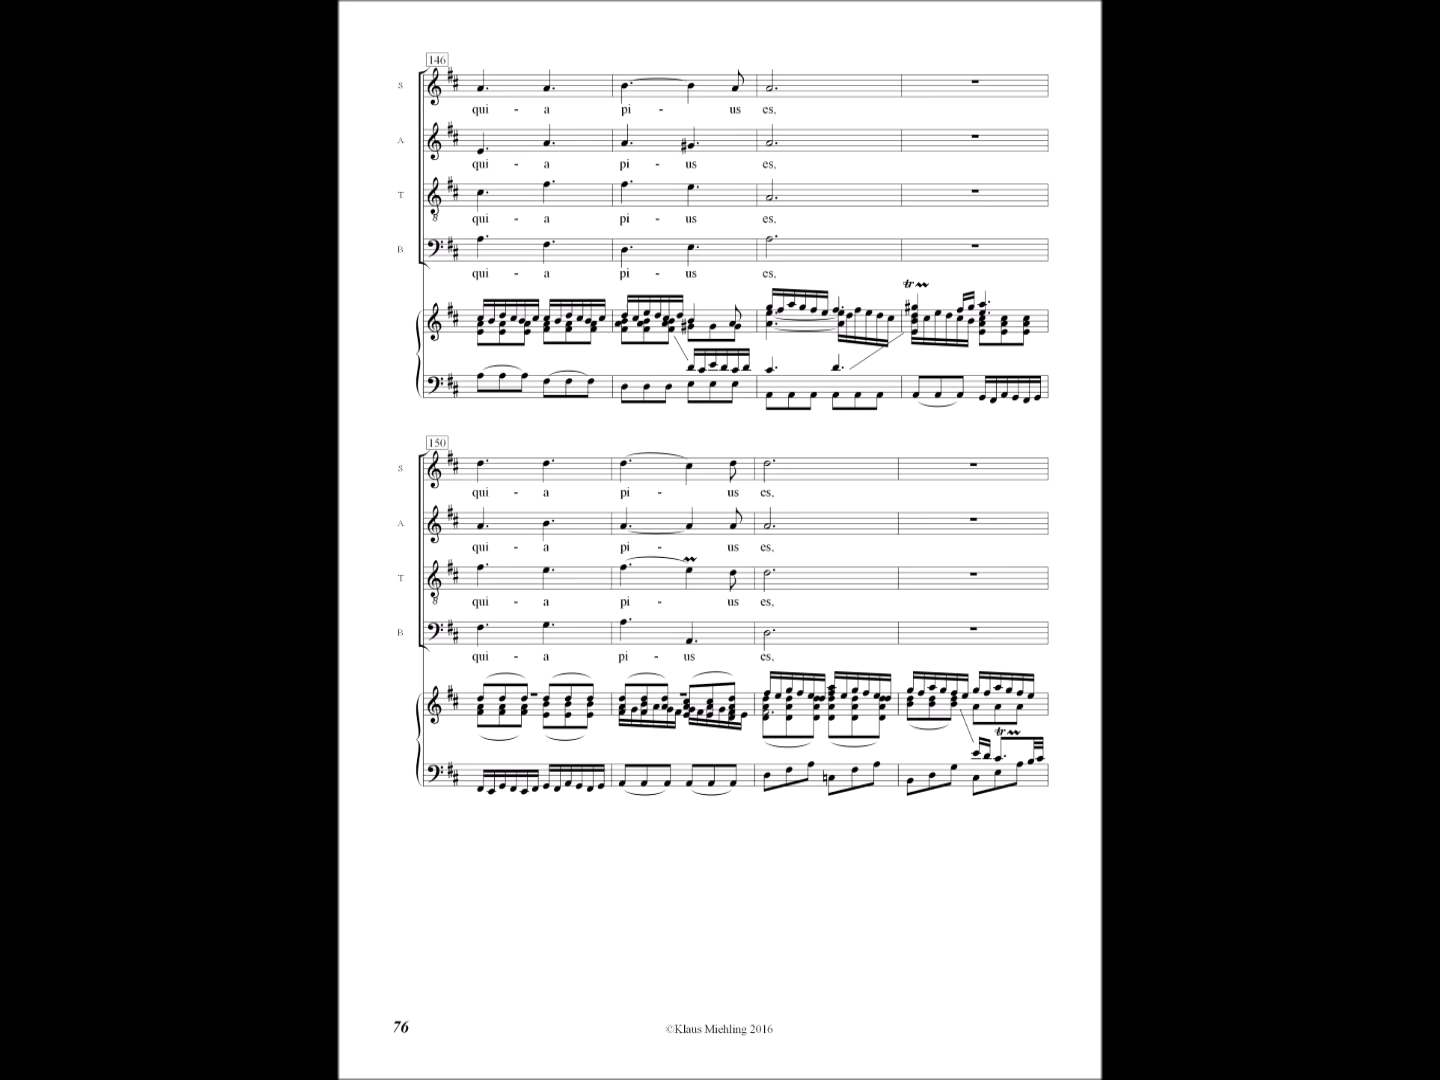 146
S
qui - a pi - us es,
A
qui - a pi - us es,
T
8
qui - a pi - us es,
B
qui - a pi - us es,
tr
150
S
qui - a pi - us es,
A
qui - a pi - us es,
T
8
qui - a pi - us es,
B
qui - a pi - us es,
tr
76
©Klaus Miehling 2016